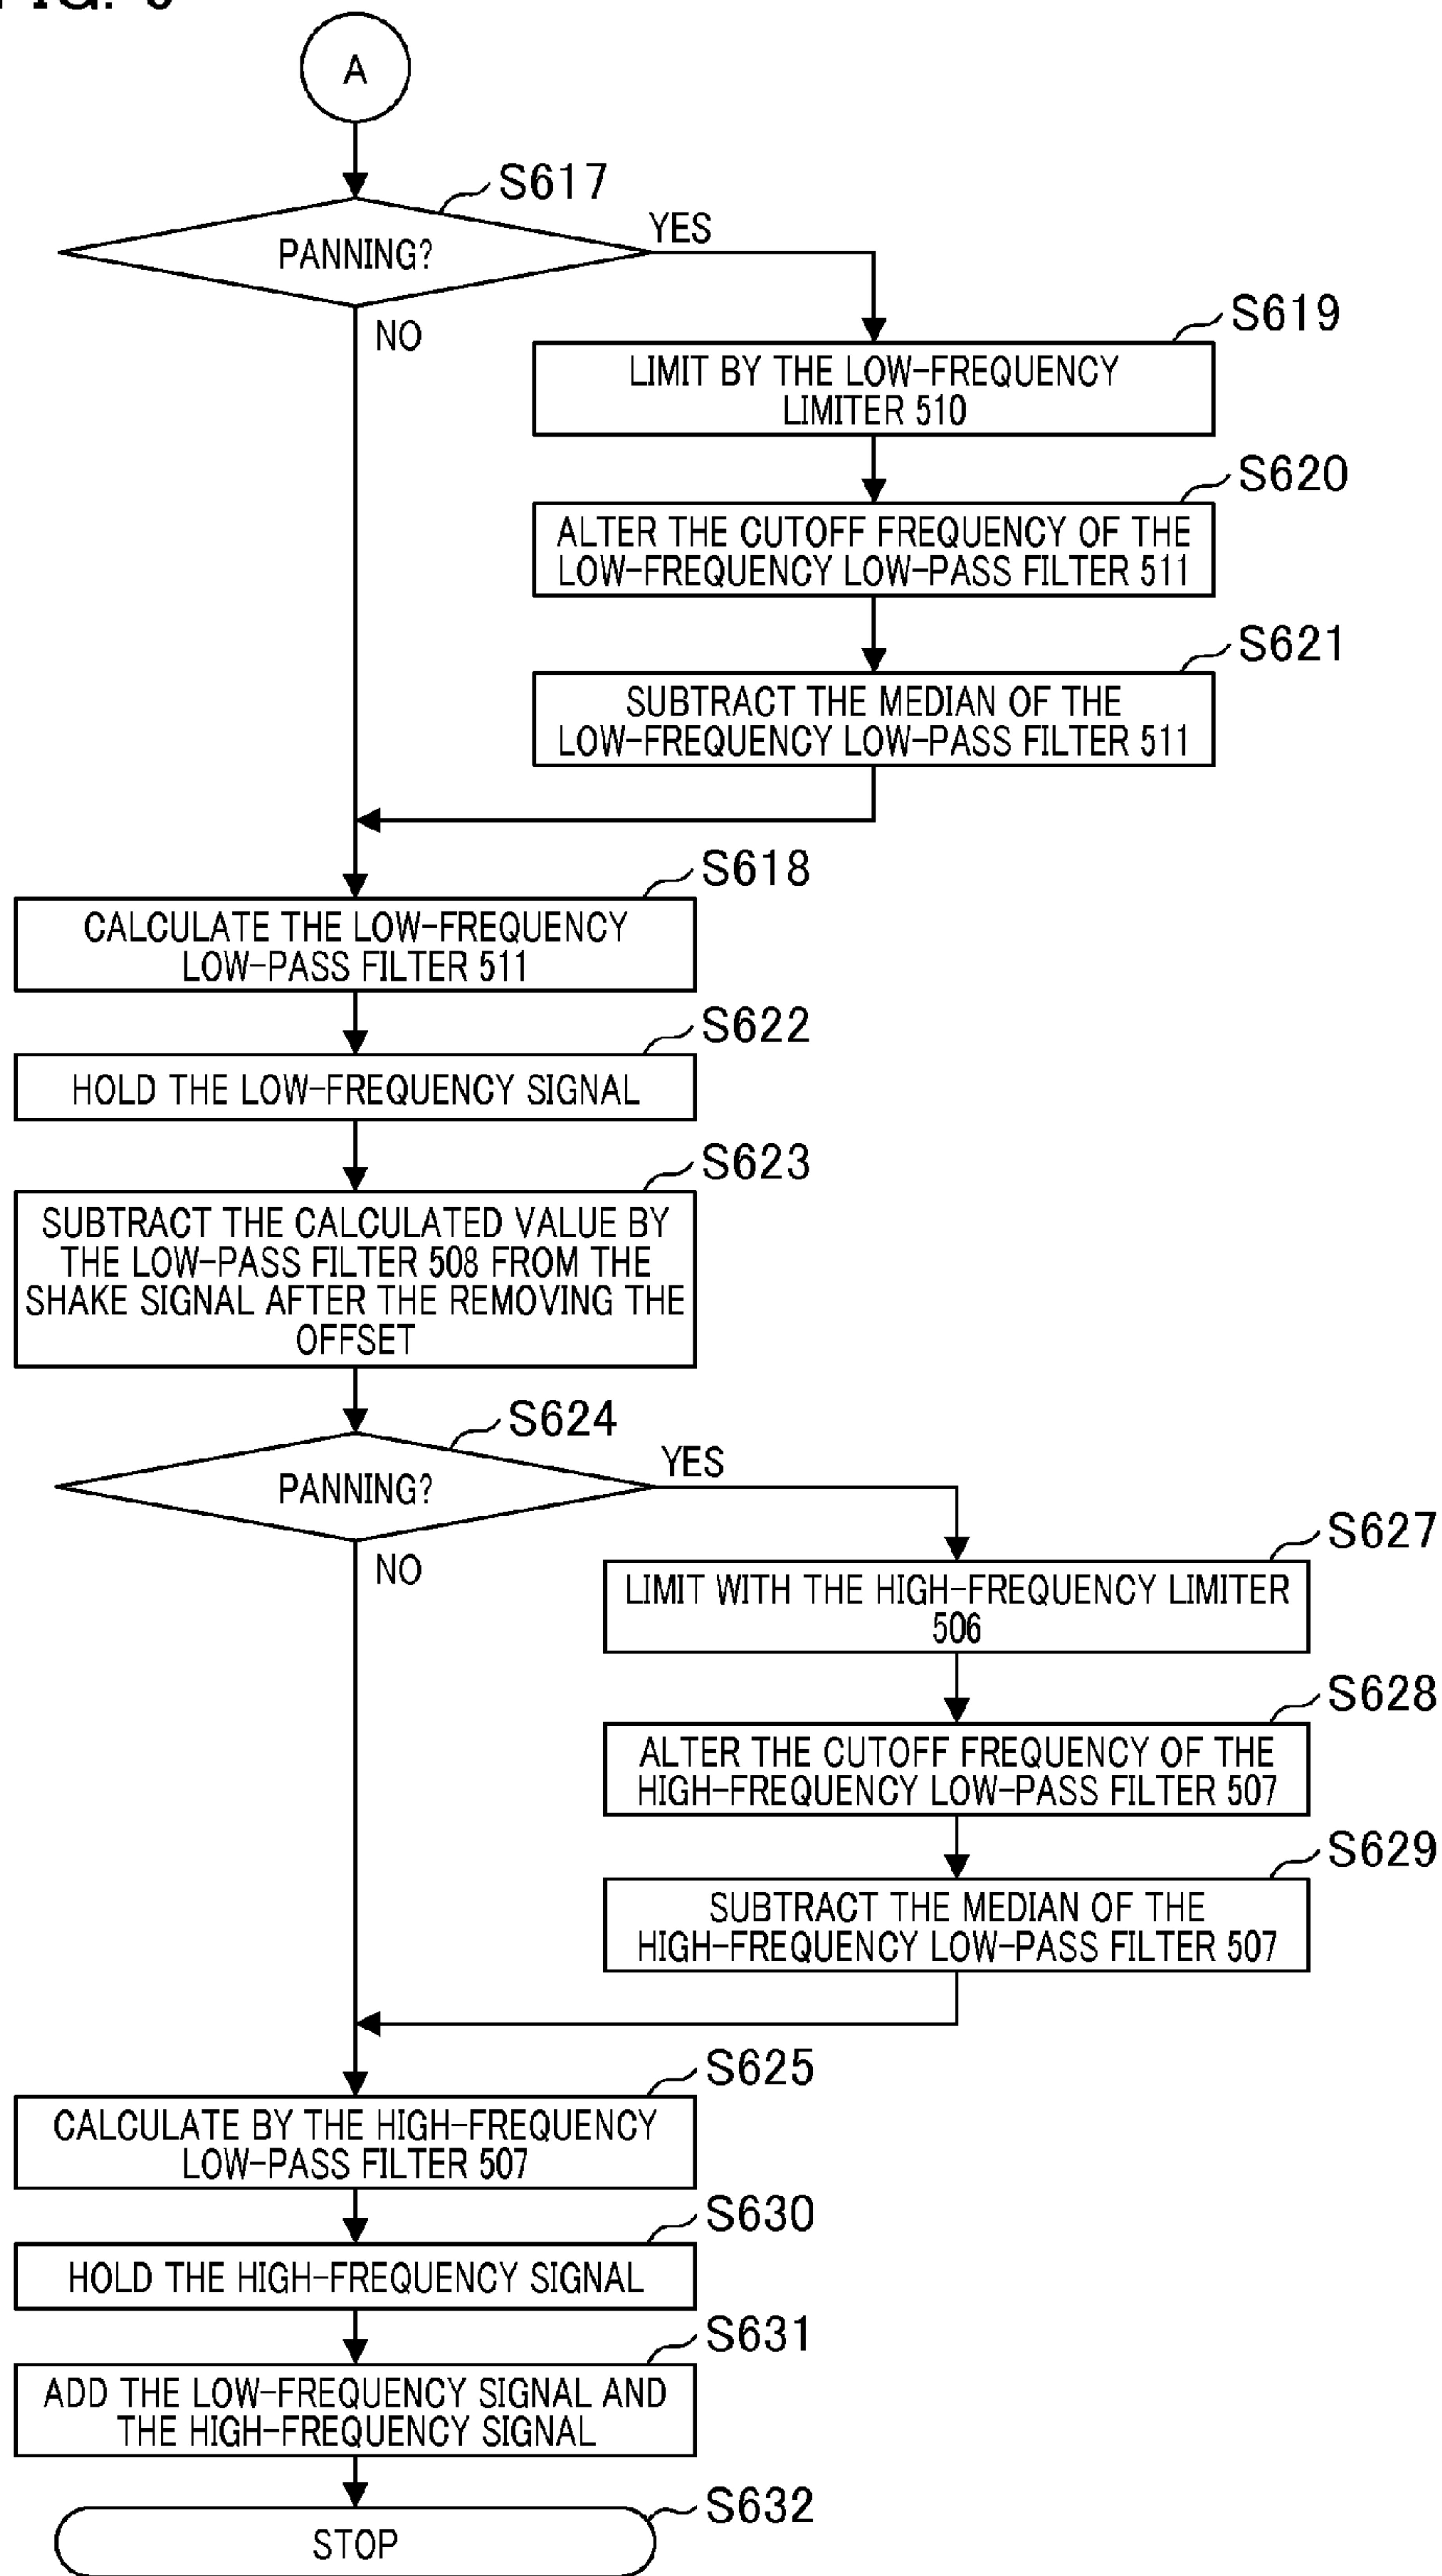 A
S617
PANNING?
YES
NO
S619
LIMIT BY THE LOW-FREQUENCY
LIMITER 510
S620
ALTER THE CUTOFF FREQUENCY OF THE
LOW-FREQUENCY LOW-PASS FILTER 511
S621
SUBTRACT THE MEDIAN OF THE
LOW-FREQUENCY LOW-PASS FILTER 511
S618
CALCULATE THE LOW-FREQUENCY
LOW-PASS FILTER 511
S622
HOLD THE LOW-FREQUENCY SIGNAL
S623
SUBTRACT THE CALCULATED VALUE BY
THE LOW-PASS FILTER 508 FROM THE
SHAKE SIGNAL AFTER THE REMOVING THE
OFFSET
S624
PANNING?
YES
NO
S627
LIMIT WITH THE HIGH-FREQUENCY LIMITER
506
S628
ALTER THE CUTOFF FREQUENCY OF THE
HIGH-FREQUENCY LOW-PASS FILTER 507
S629
SUBTRACT THE MEDIAN OF THE
HIGH-FREQUENCY LOW-PASS FILTER 507
S625
CALCULATE BY THE HIGH-FREQUENCY
LOW-PASS FILTER 507
S630
HOLD THE HIGH-FREQUENCY SIGNAL
S631
ADD THE LOW-FREQUENCY SIGNAL AND
THE HIGH-FREQUENCY SIGNAL
S632
STOP